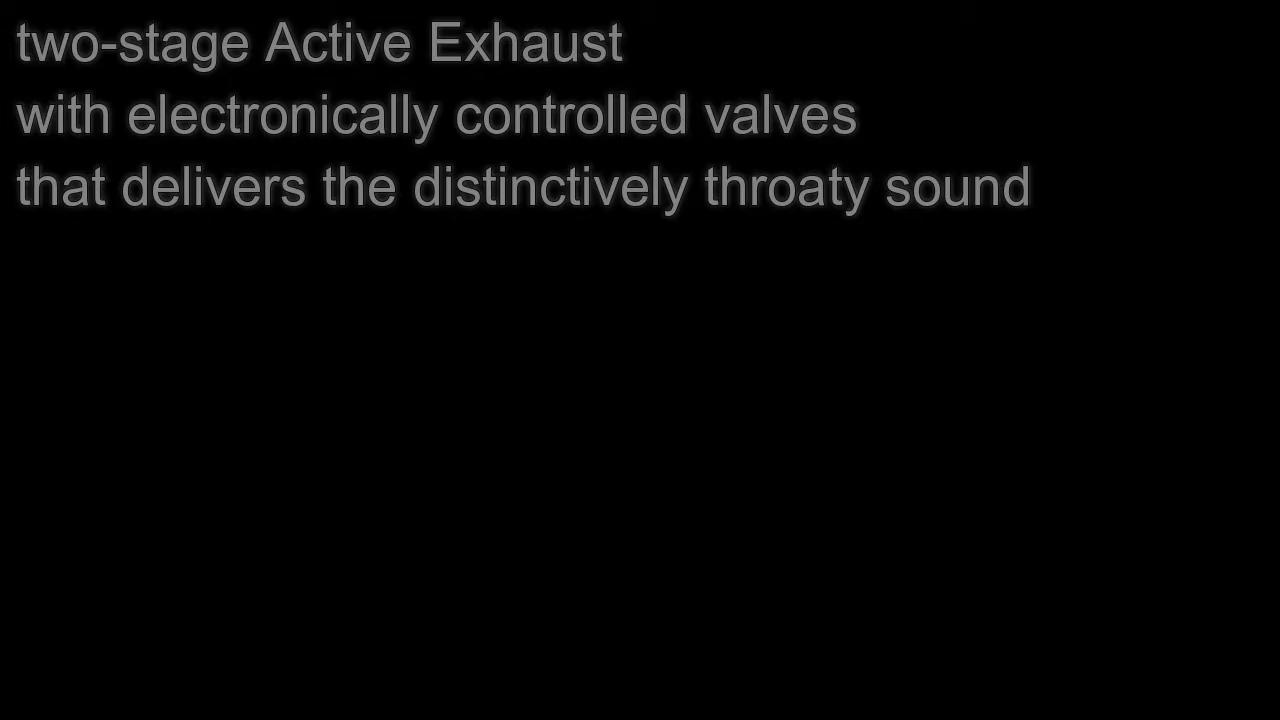 two-stage Active Exhaust
with electronically controlled valves
that delivers the distinctively throaty sound